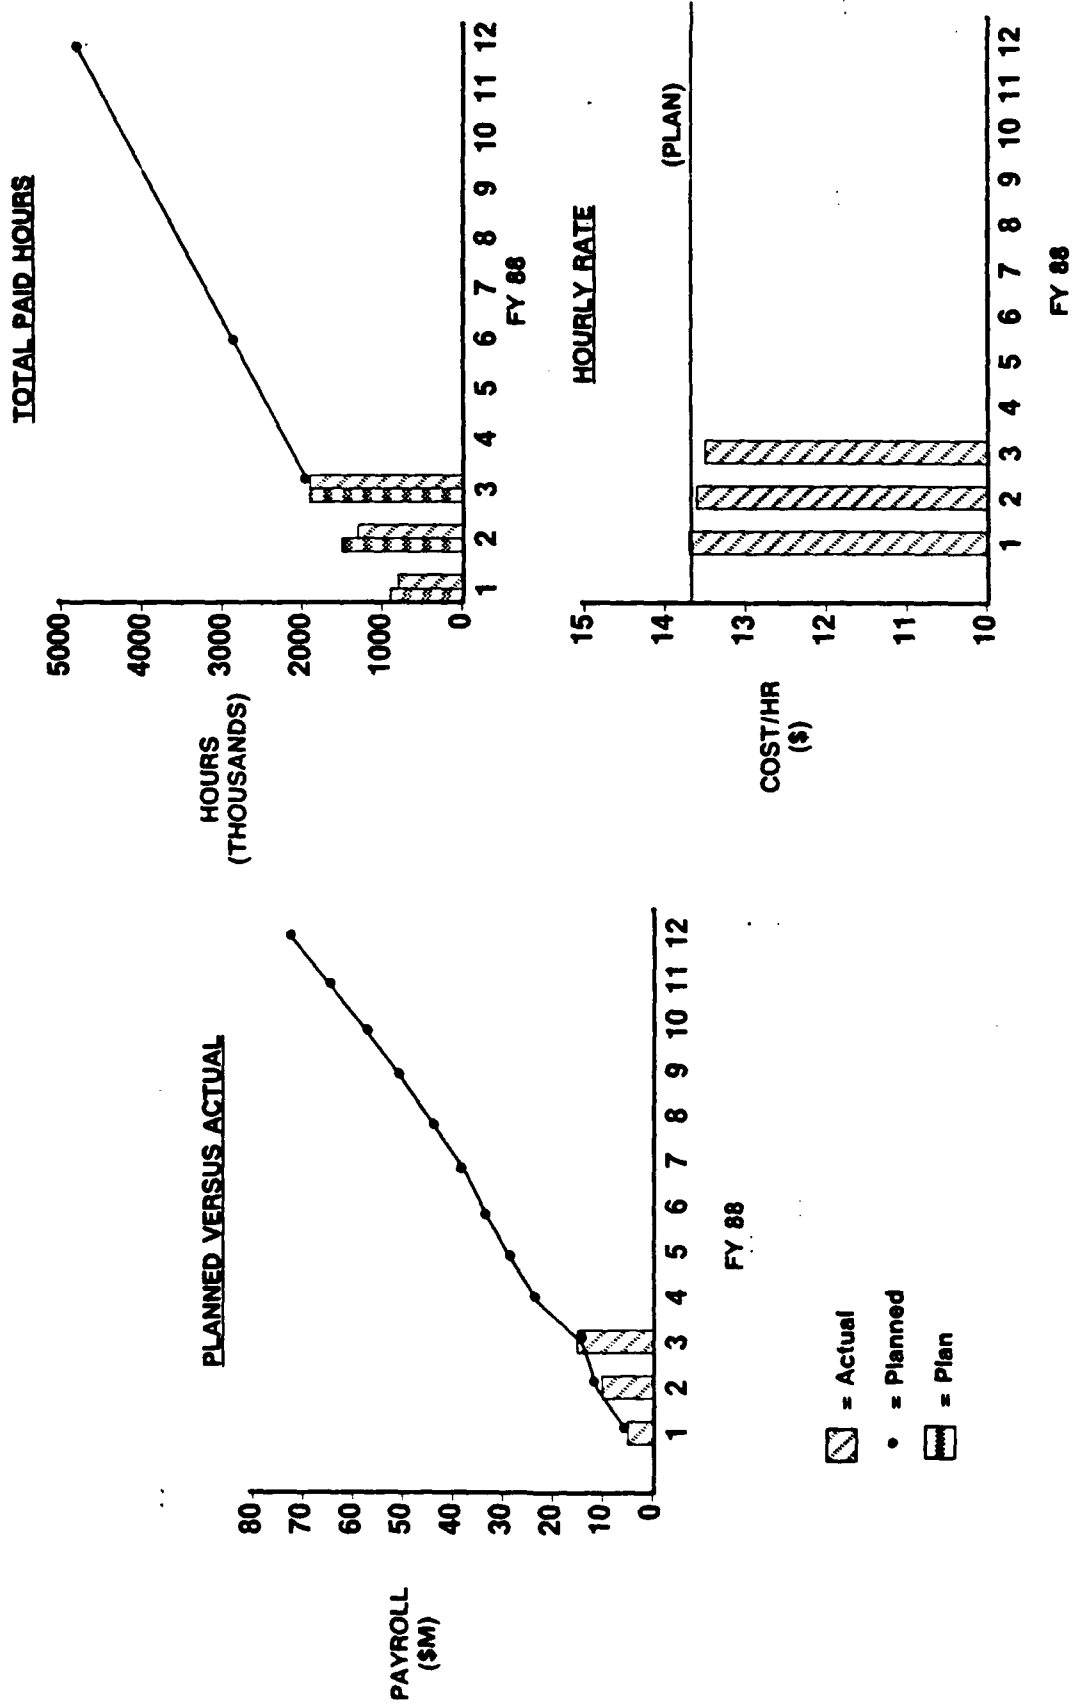 PLANNED VERSUS ACTUAL
PAYROLL
($M)
80
70
60
50
40
30
20
10
0
1 2 3 4 5 6 7 8 9 10 11 12
FY 88
= Actual
= Planned
= Plan
TOTAL PAID HOURS
HOURS
(THOUSANDS)
5000
4000
3000
2000
1000
0
1 2 3 4 5 6 7 8 9 10 11 12
FY 88
HOURLY RATE
COST/HR
($)
15
14
13
12
11
10
(PLAN)
1 2 3 4 5 6 7 8 9 10 11 12
FY 88